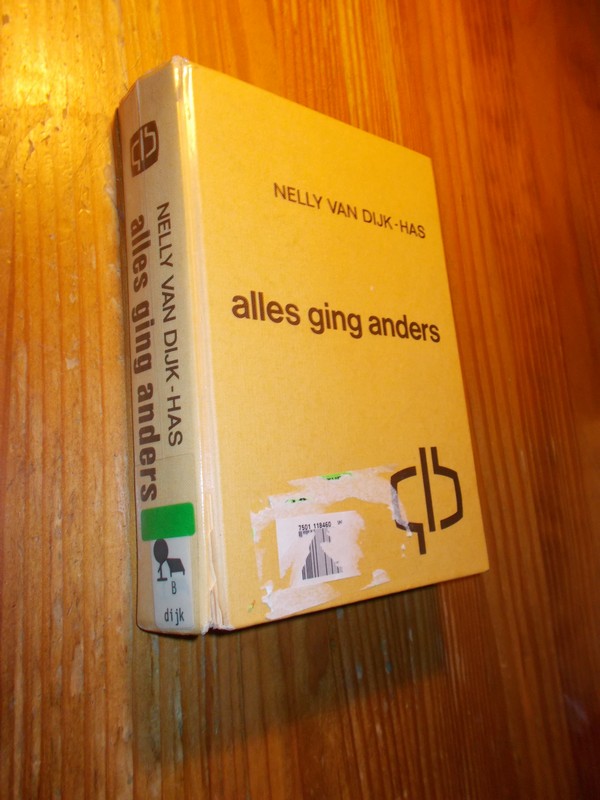 NELLY VAN DIJK-HAS
alles ging anders
NELLY VAN DIJK-HAS
alles ging anders
B
dijk